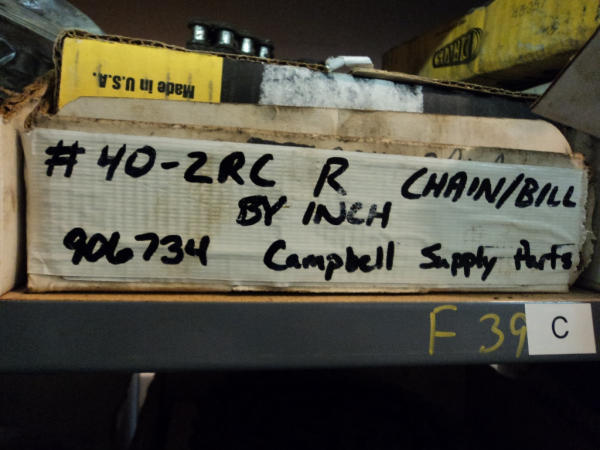 Made in U.S.A.
# 40-2RC R CHAIN/BILL
BY INCH
906734 Campbell Supply Parts
F 39 C